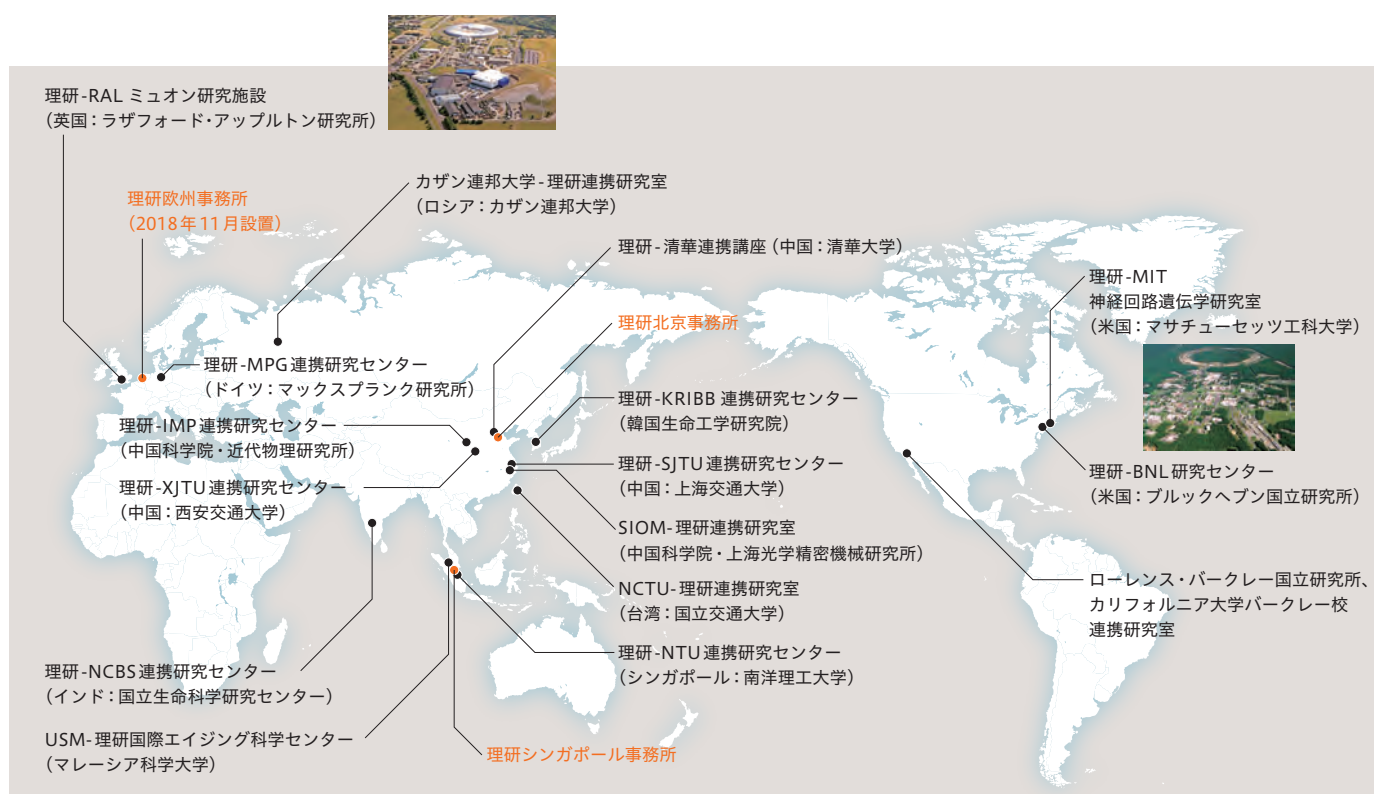 理研-RAL ミュオン研究施設
（英国：ラザフォード・アップルトン研究所）
理研欧州事務所
（2018年11月設置）
カザン連邦大学-理研連携研究室
（ロシア：カザン連邦大学）
理研-清華連携講座（中国：清華大学）
理研北京事務所
理研-MPG連携研究センター
（ドイツ：マックスプランク研究所）
理研-IMP連携研究センター
（中国科学院・近代物理研究所）
理研-XJTU連携研究センター
（中国：西安交通大学）
理研-KRIBB 連携研究センター
（韓国生命工学研究院）
理研-SJTU連携研究センター
（中国：上海交通大学）
SIOM-理研連携研究室
（中国科学院・上海光学精密機械研究所）
NCTU-理研連携研究室
（台湾：国立交通大学）
理研-NTU連携研究センター
（シンガポール：南洋理工大学）
理研-NCBS連携研究センター
（インド：国立生命科学研究センター）
USM-理研国際エイジング科学センター
（マレーシア科学大学）
理研シンガポール事務所
理研-MIT
神経回路遺伝学研究室
（米国：マサチューセッツ工科大学）
理研-BNL研究センター
（米国：ブルックヘブン国立研究所）
ローレンス・バークレー国立研究所、
カリフォルニア大学バークレー校
連携研究室